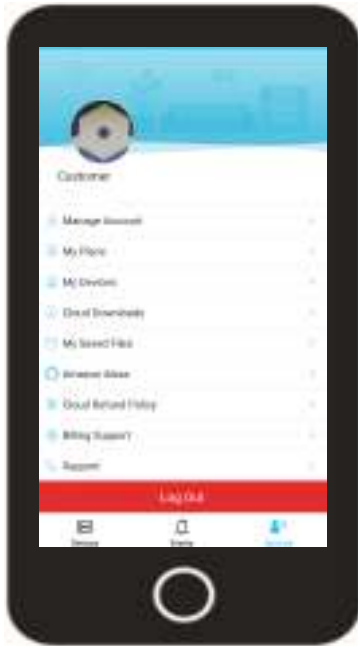 Customer
Manage Account
My Plans
My Devices
Cloud Downloads
My Saved Files
Amazon Alexa
Cloud Refund Policy
Billing Support
Support
Log Out
Devices
Events
Account